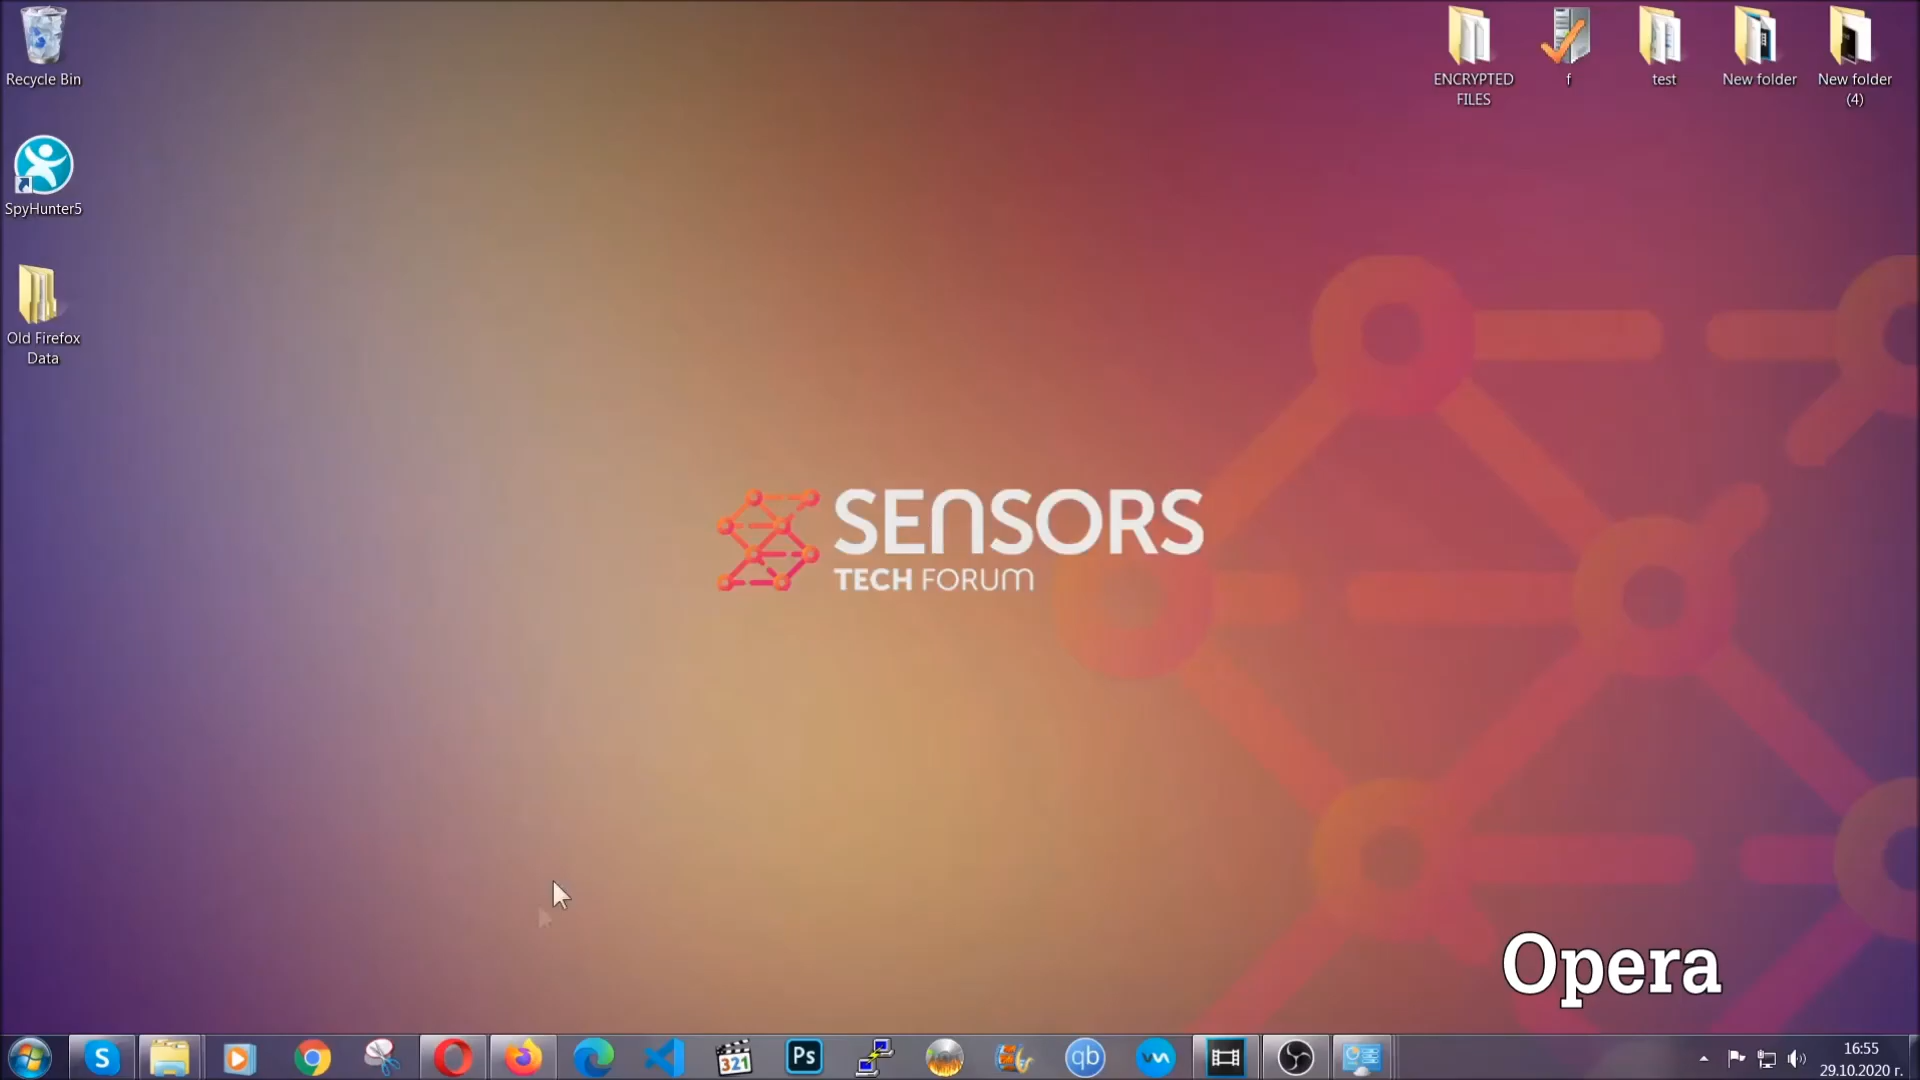 Recycle Bin
SpyHunter5
Old Firefox
Data
ENCRYPTED
FILES
f
test
New folder
New folder
(4)
SENSORS
TECH FORUM
Opera
S
321
Ps
qb
16:55
29.10.2020 г.